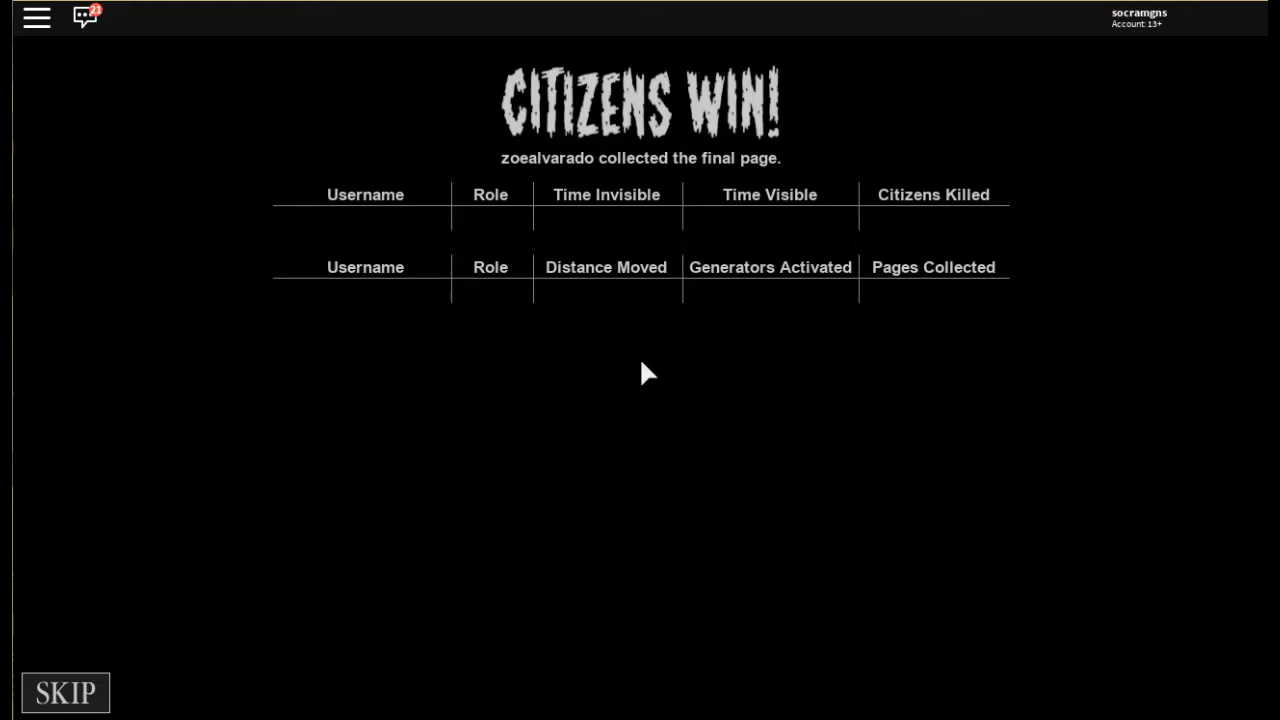 21
socramgns
Account: 13+
CITIZENS WIN!
zoealvarado collected the final page.
Username Role Time Invisible Time Visible Citizens Killed
Username Role Distance Moved Generators Activated Pages Collected
SKIP